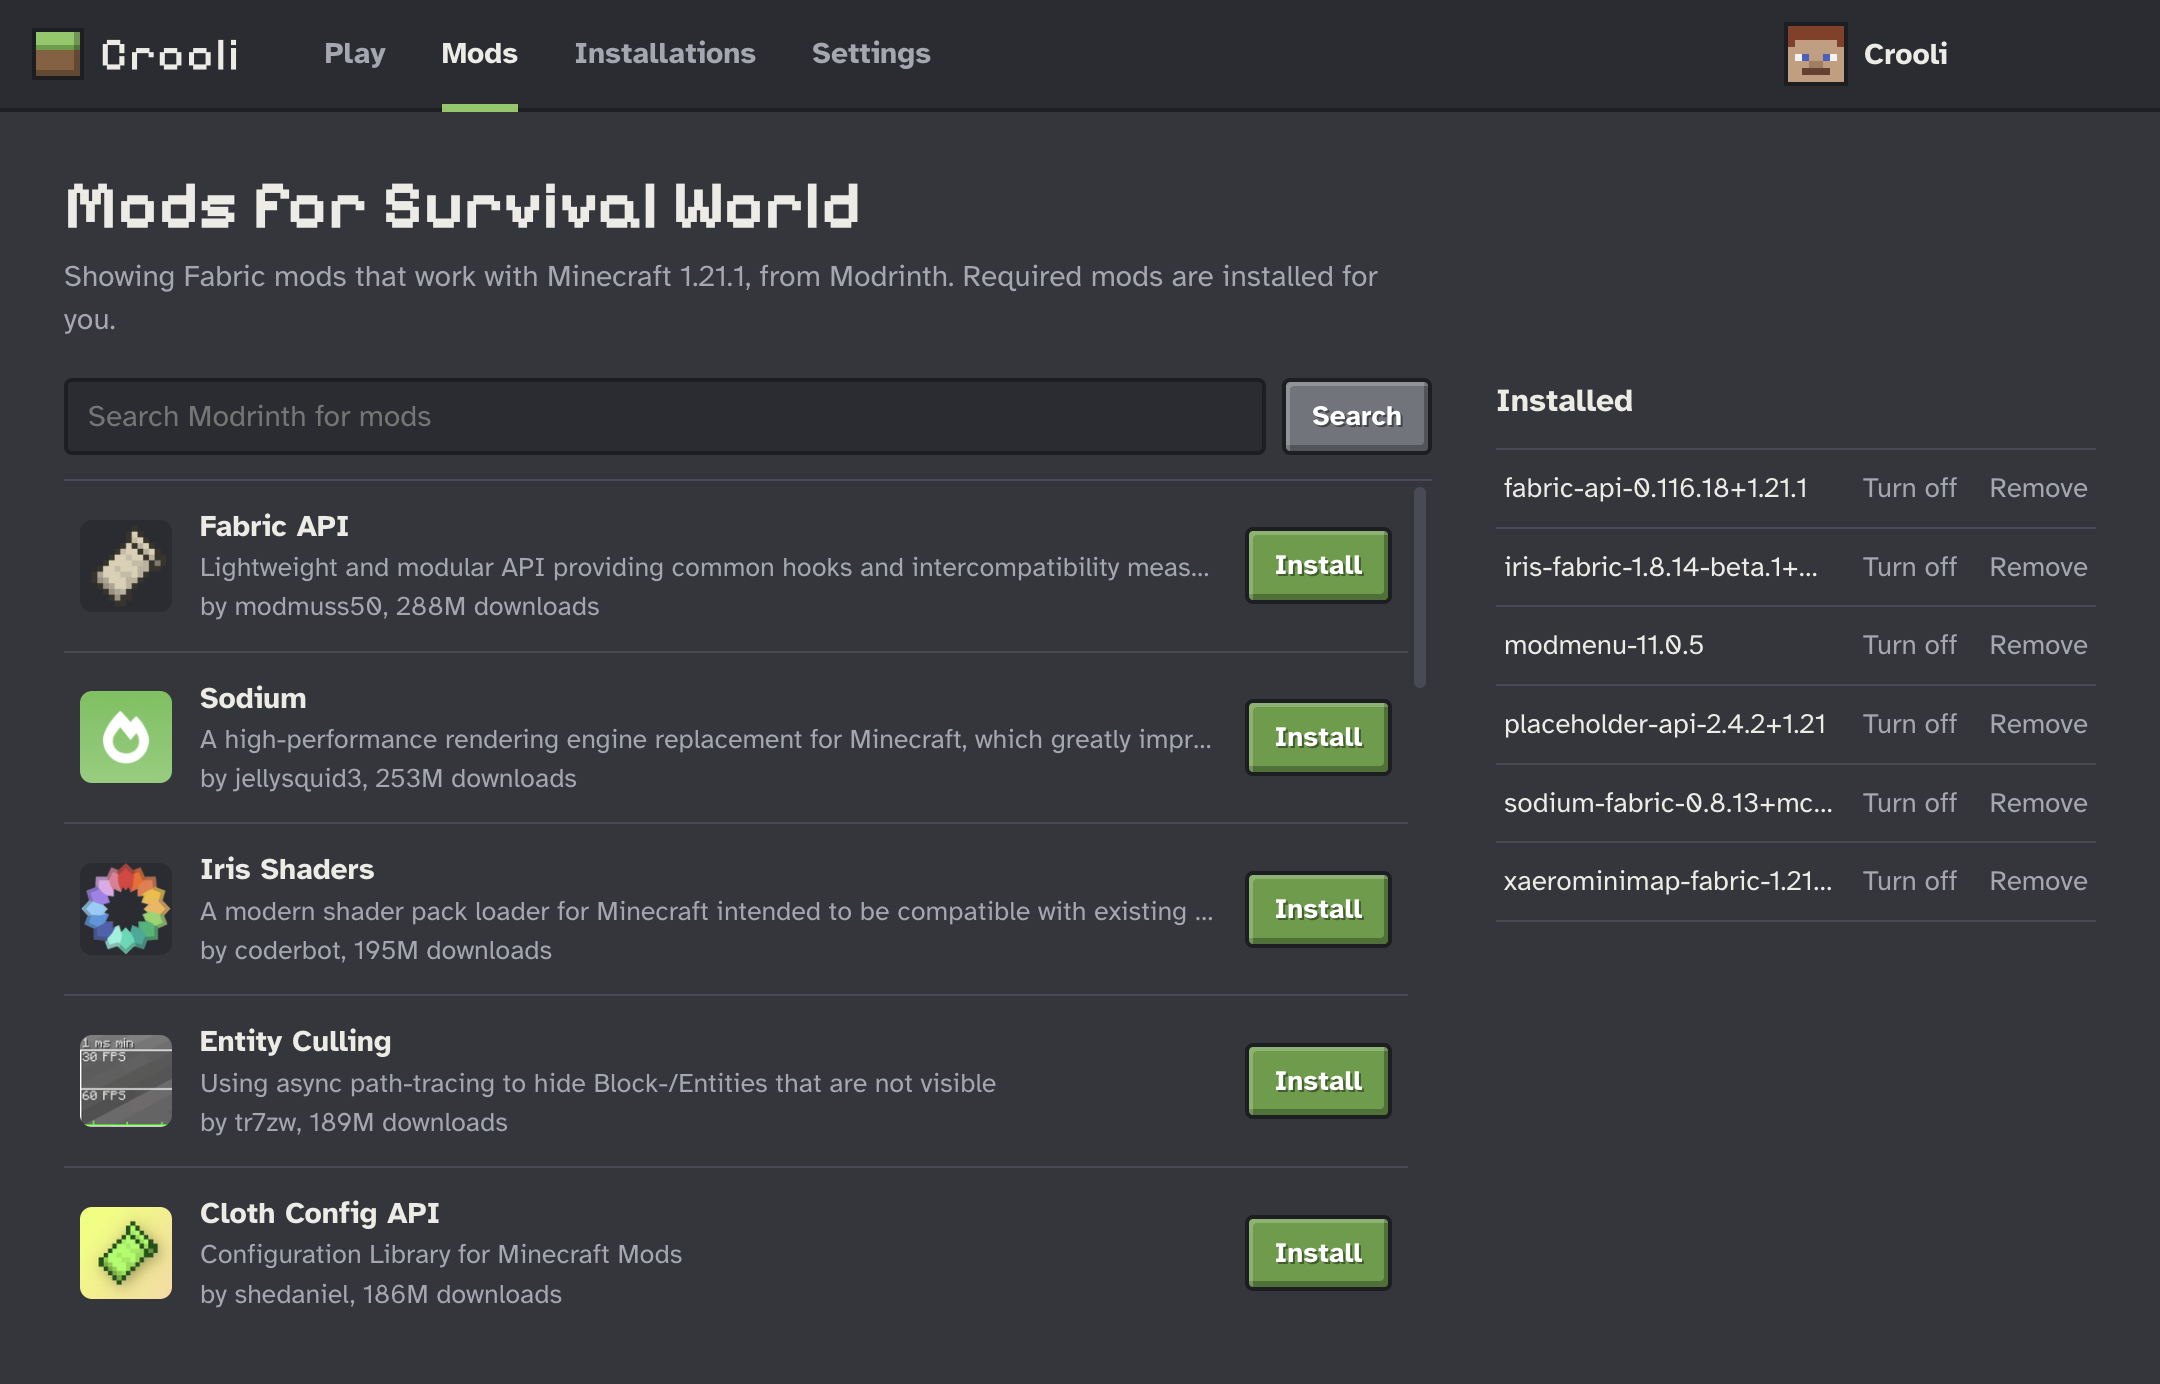 Crooli
Play
Mods
Installations
Settings
Crooli
Mods for Survival World
Showing Fabric mods that work with Minecraft 1.21.1, from Modrinth. Required mods are installed for
you.
Search Modrinth for mods
Search
Fabric API
Lightweight and modular API providing common hooks and intercompatibility meas...
by modmuss50, 288M downloads
Install
Sodium
A high-performance rendering engine replacement for Minecraft, which greatly impr...
by jellysquid3, 253M downloads
Install
Iris Shaders
A modern shader pack loader for Minecraft intended to be compatible with existing ...
by coderbot, 195M downloads
Install
1 ms min
30 FPS
60 FPS
Entity Culling
Using async path-tracing to hide Block-/Entities that are not visible
by tr7zw, 189M downloads
Install
Cloth Config API
Configuration Library for Minecraft Mods
by shedaniel, 186M downloads
Install
Installed
fabric-api-0.116.18+1.21.1 Turn off Remove
iris-fabric-1.8.14-beta.1+... Turn off Remove
modmenu-11.0.5 Turn off Remove
placeholder-api-2.4.2+1.21 Turn off Remove
sodium-fabric-0.8.13+mc... Turn off Remove
xaerominimap-fabric-1.21... Turn off Remove